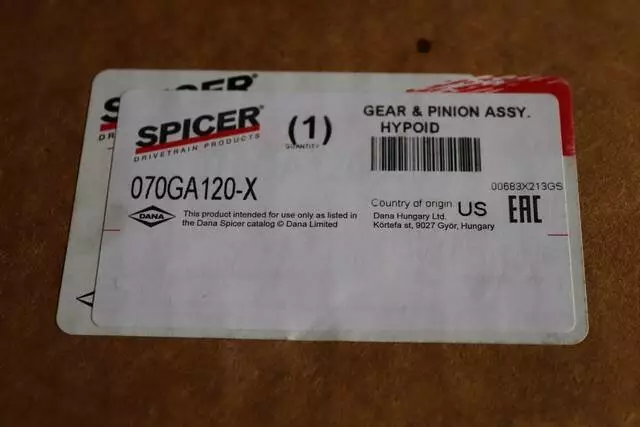 SPICER
SPICER®
DRIVETRAIN PRODUCTS
(1)
QUANTITY
GEAR & PINION ASSY.
HYPOID
070GA120-X
00683X213GS
DANA
This product intended for use only as listed in
the Dana Spicer catalog © Dana Limited
Country of origin US
Dana Hungary Ltd.
Körtefa st, 9027 Győr, Hungary
EAC